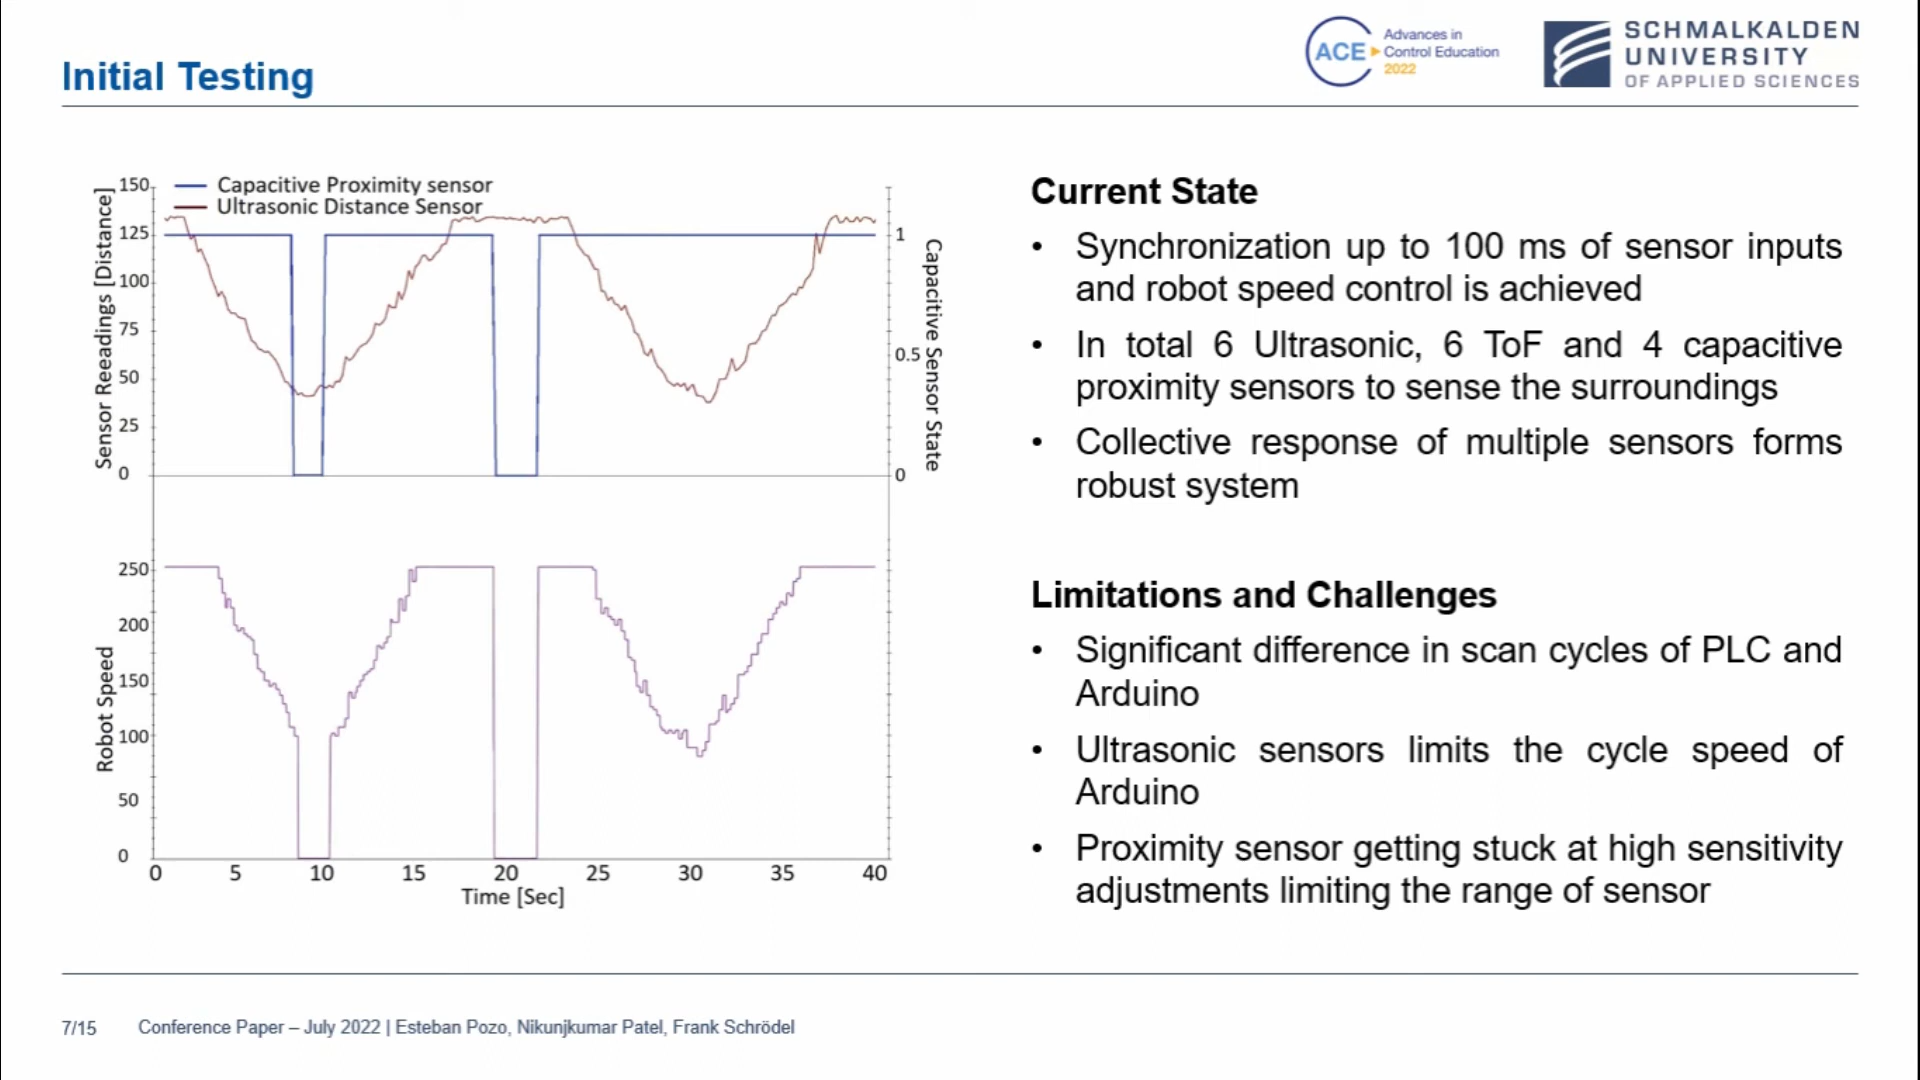 Initial Testing
ACE
Advances in
Control Education
2022
SCHMALKALDEN
UNIVERSITY
OF APPLIED SCIENCES
Capacitive Proximity sensor
Ultrasonic Distance Sensor
Sensor Reedings [Distance]
150
125
100
75
50
25
0
1
0.5
0
Capacitive Sensor State
Robot Speed
250
200
150
100
50
0
0 5 10 15 20 25 30 35 40
Time [Sec]
Current State
• Synchronization up to 100 ms of sensor inputs
and robot speed control is achieved
• In total 6 Ultrasonic, 6 ToF and 4 capacitive
proximity sensors to sense the surroundings
• Collective response of multiple sensors forms
robust system
Limitations and Challenges
• Significant difference in scan cycles of PLC and
Arduino
• Ultrasonic sensors limits the cycle speed of
Arduino
• Proximity sensor getting stuck at high sensitivity
adjustments limiting the range of sensor
7/15 Conference Paper – July 2022 | Esteban Pozo, Nikunjkumar Patel, Frank Schrödel